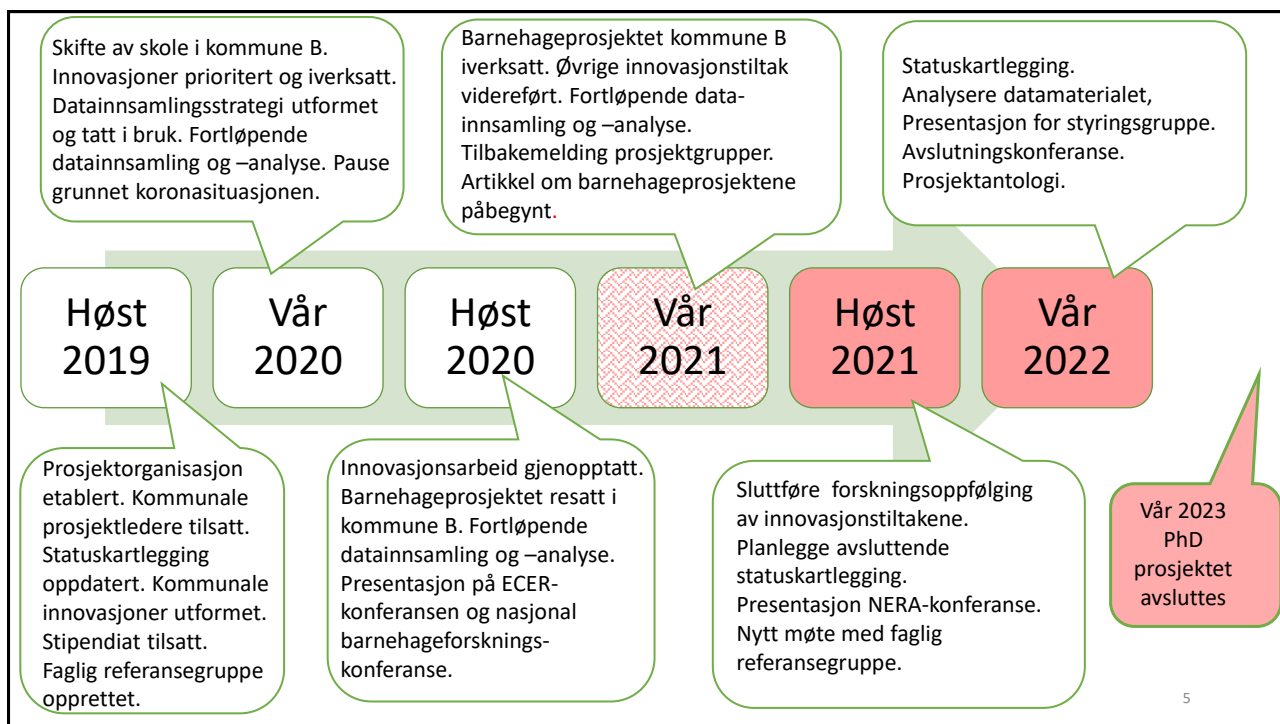 Skifte av skole i kommune B.
Innovasjoner prioritert og iverksatt.
Datainnsamlingsstrategi utformet
og tatt i bruk. Fortløpende
datainnsamling og –analyse. Pause
grunnet koronasituasjonen.
Barnehageprosjektet kommune B
iverksatt. Øvrige innovasjonstiltak
videreført. Fortløpende data-
innsamling og –analyse.
Tilbakemelding prosjektgrupper.
Artikkel om barnehageprosjektene
påbegynt.
Statuskartlegging.
Analysere datamaterialet,
Presentasjon for styringsgruppe.
Avslutningskonferanse.
Prosjektantologi.
Høst
2019
Vår
2020
Høst
2020
Vår
2021
Høst
2021
Vår
2022
Prosjektorganisasjon
etablert. Kommunale
prosjektledere tilsatt.
Statuskartlegging
oppdatert. Kommunale
innovasjoner utformet.
Stipendiat tilsatt.
Faglig referansegruppe
opprettet.
Innovasjonsarbeid gjenopptatt.
Barnehageprosjektet resatt i
kommune B. Fortløpende
datainnsamling og –analyse.
Presentasjon på ECER-
konferansen og nasjonal
barnehageforsknings-
konferanse.
Sluttføre forskningsoppfølging
av innovasjonstiltakene.
Planlegge avsluttende
statuskartlegging.
Presentasjon NERA-konferanse.
Nytt møte med faglig
referansegruppe.
Vår 2023
PhD
prosjektet
avsluttes
5